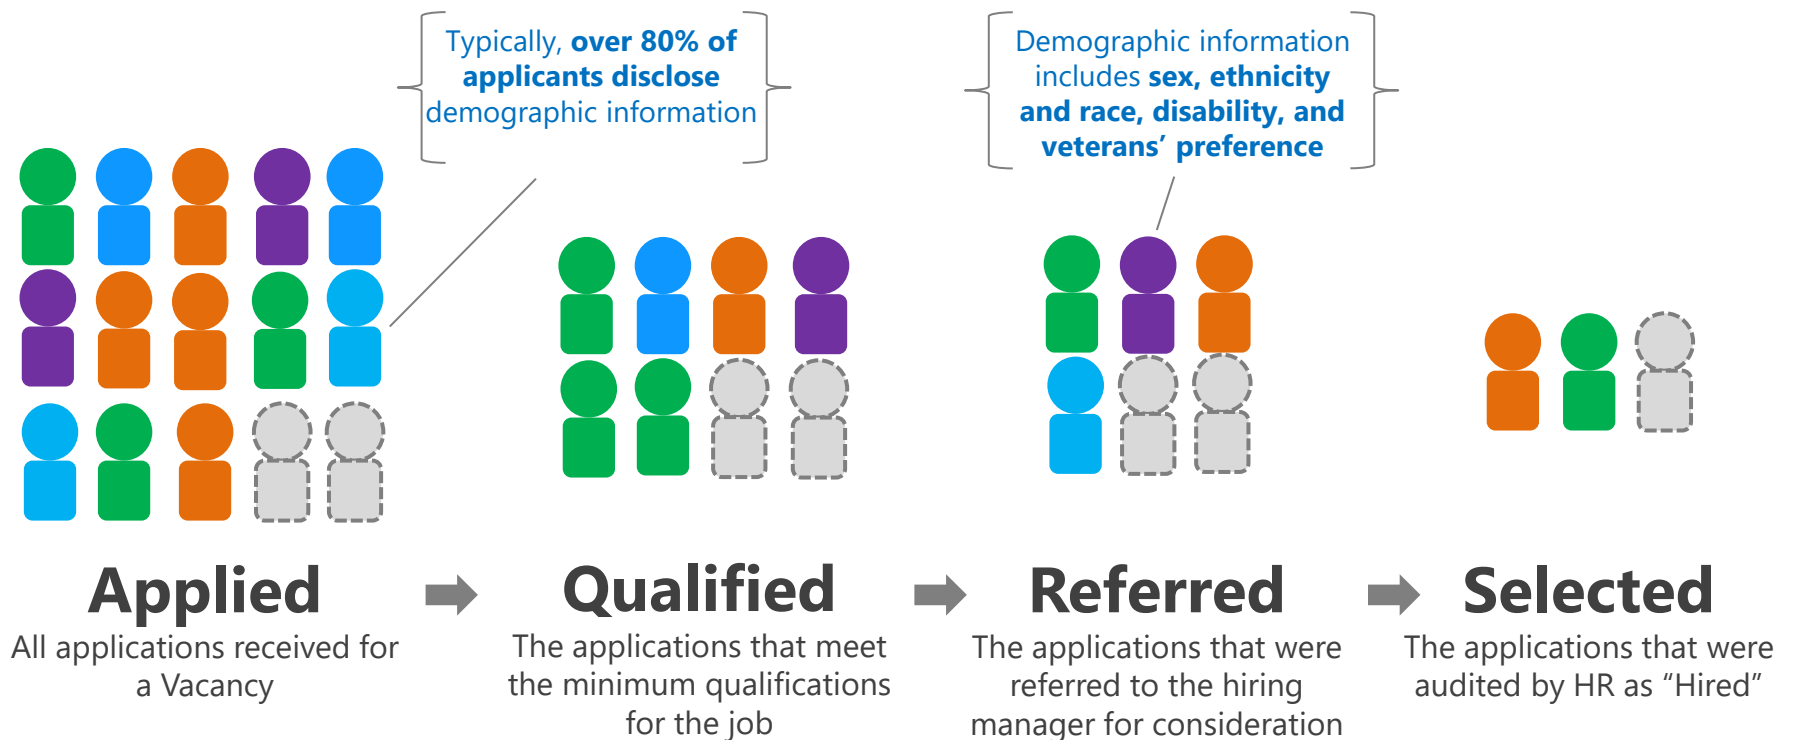 Typically, over 80% of
applicants disclose
demographic information
Demographic information
includes sex, ethnicity
and race, disability, and
veterans’ preference
Applied
All applications received for
a Vacancy
Qualified
The applications that meet
the minimum qualifications
for the job
Referred
The applications that were
referred to the hiring
manager for consideration
Selected
The applications that were
audited by HR as “Hired”